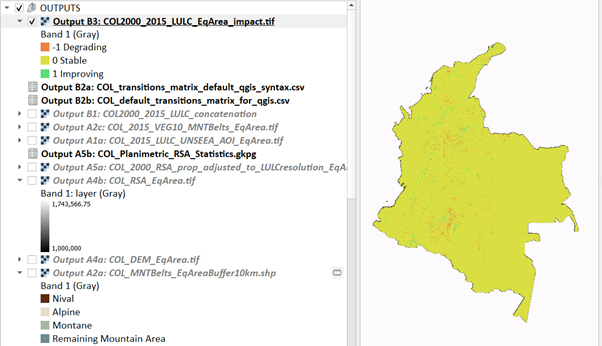 OUTPUTS
Output B3: COL2000_2015_LULC_EqArea_impact.tif
Band 1 (Gray)
-1 Degrading
0 Stable
1 Improving
Output B2a: COL_transitions_matrix_default_qgis_syntax.csv
Output B2b: COL_default_transitions_matrix_for_qgis.csv
Output B1: COL2000_2015_LULC_concatenation
Output A2c: COL_2015_VEG10_MNTBelts_EqArea.tif
Output A1a: COL_2015_LULC_UNSEEA_AOI_EqArea.tif
Output A5b: COL_Planimetric_RSA_Statistics.gkpg
Output A5a: COL_2000_RSA_prop_adjusted_to_LULCresolution_EqA
Output A4b: COL_RSA_EqArea.tif
Band 1: layer (Gray)
1,743,566.75
1,000,000
Output A4a: COL_DEM_EqArea.tif
Output A2a: COL_MNTBelts_EqAreaBuffer10km.shp
Band 1 (Gray)
Nival
Alpine
Montane
Remaining Mountain Area